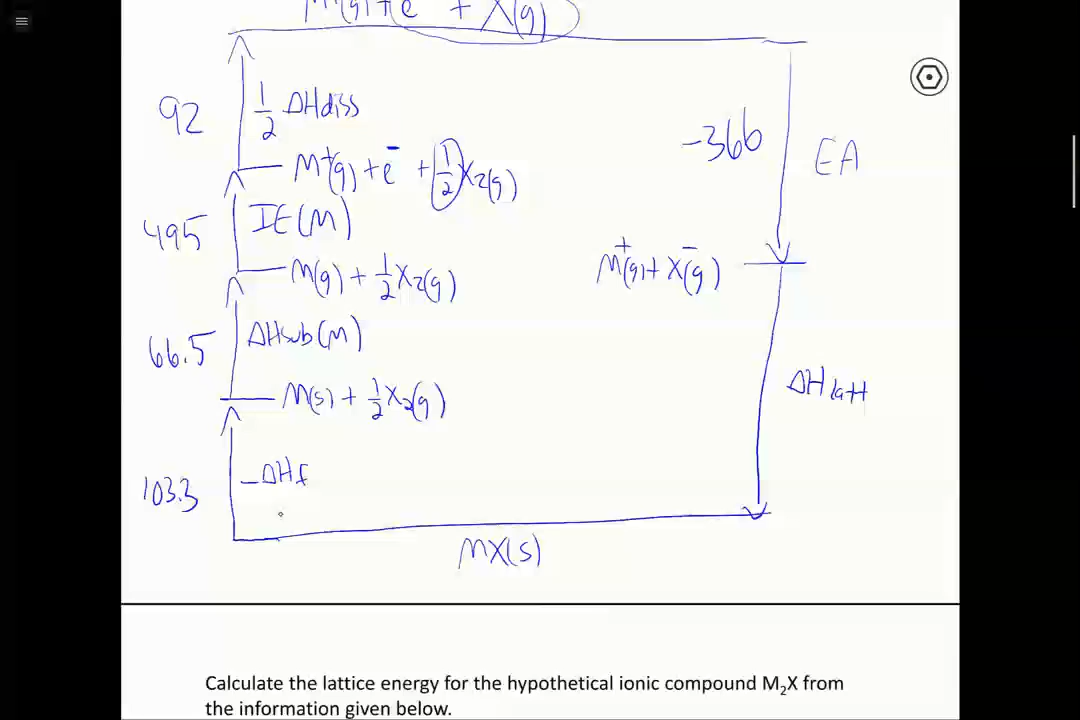 M⁺(g) + e⁻ + X(g)
92
1/2 ΔHdiss
-366
EA
M⁺(g) + e⁻ + 1/2 X₂(g)
495
IE(M)
M(g) + 1/2 X₂(g)
M⁺(g) + X⁻(g)
66.5
ΔHsub(M)
ΔHlatt
M(s) + 1/2 X₂(g)
-ΔHf
103.3
MX(s)
Calculate the lattice energy for the hypothetical ionic compound M₂X from
the information given below.